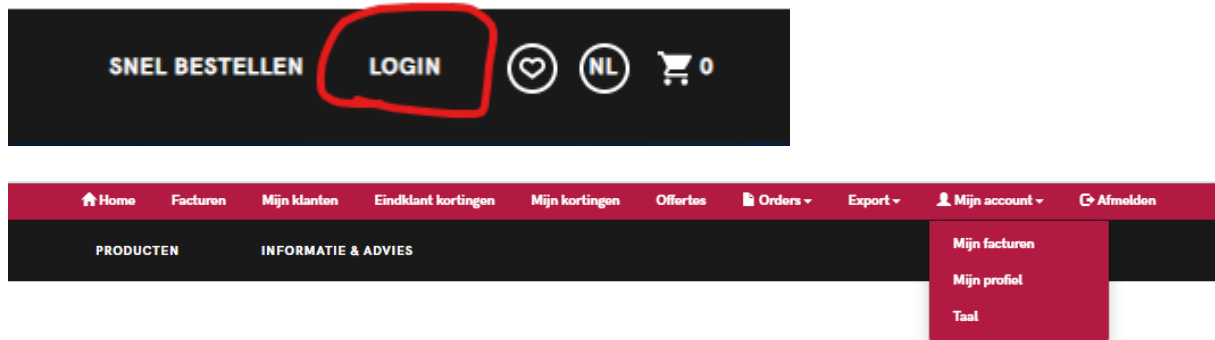 SNEL BESTELLEN LOGIN NL 0
Home Facturen Mijn klanten Eindklant kortingen Mijn kortingen Offertes Orders Export Mijn account Afmelden
PRODUCTEN INFORMATIE & ADVIES
Mijn facturen
Mijn profiel
Taal